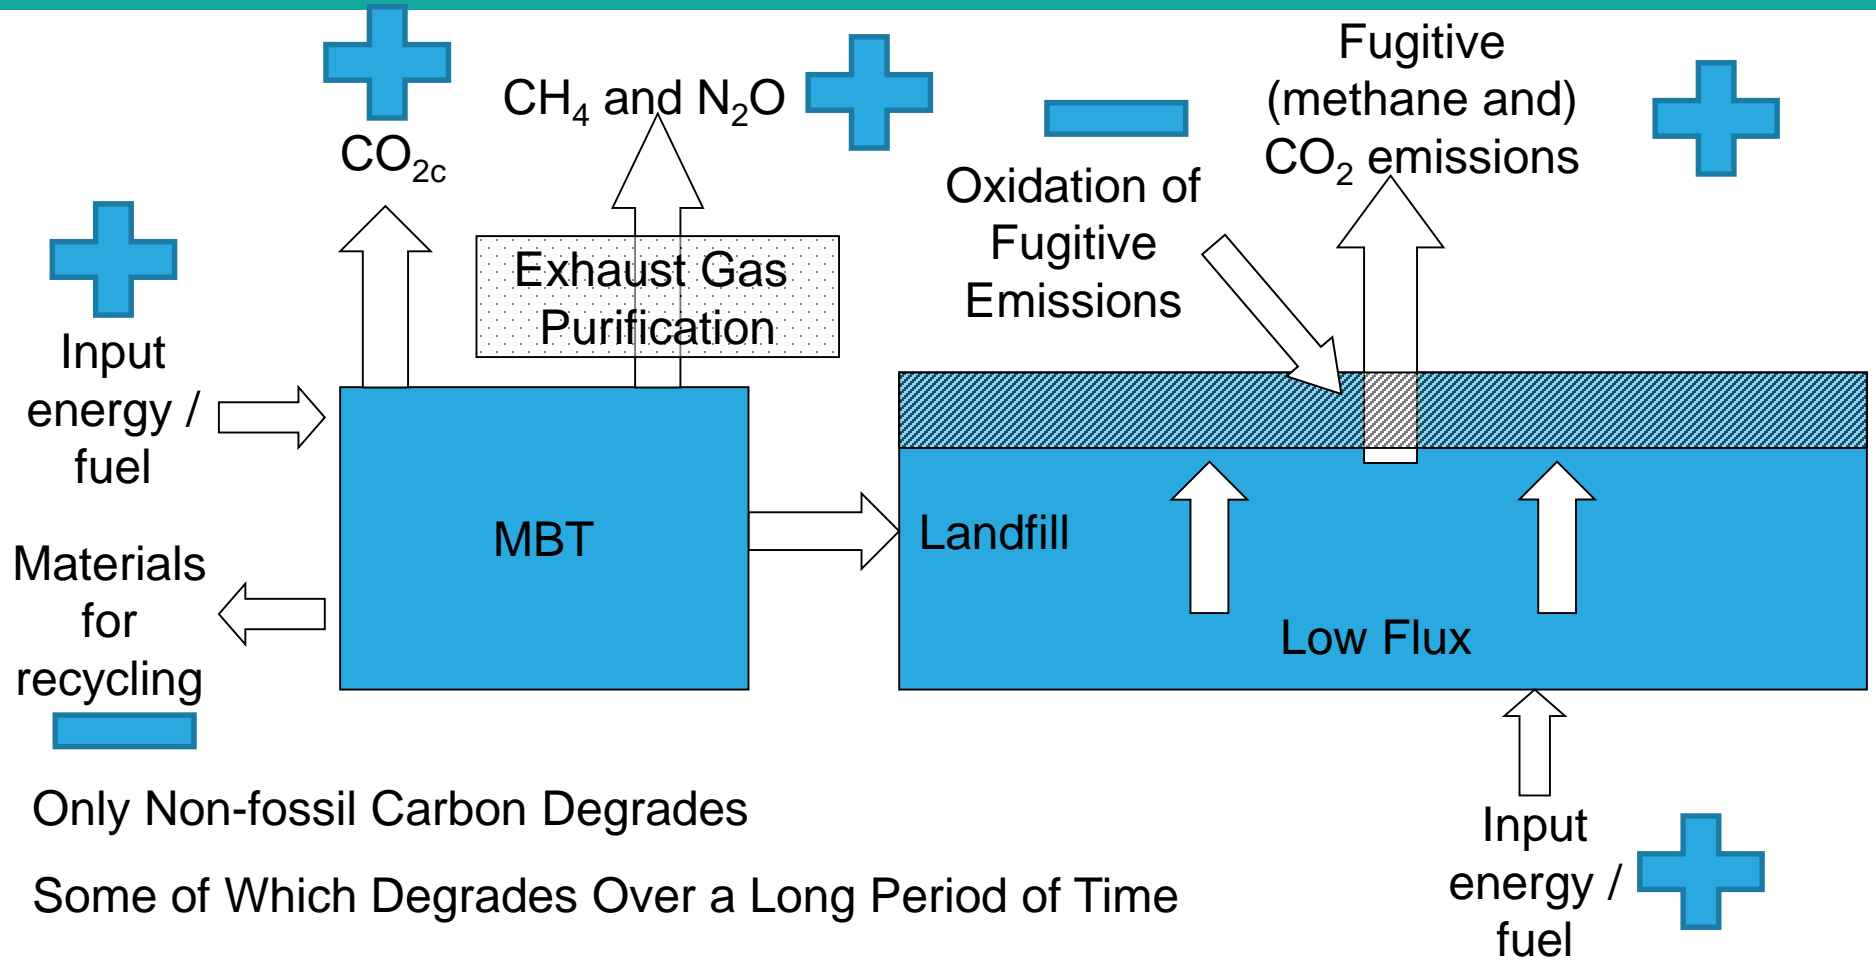 CO₂c
CH₄ and N₂O
Fugitive
(methane and)
CO₂ emissions
Oxidation of
Fugitive
Emissions
Exhaust Gas
Purification
Input
energy /
fuel
MBT
Landfill
Materials
for
recycling
Low Flux
Only Non-fossil Carbon Degrades
Some of Which Degrades Over a Long Period of Time
Input
energy /
fuel